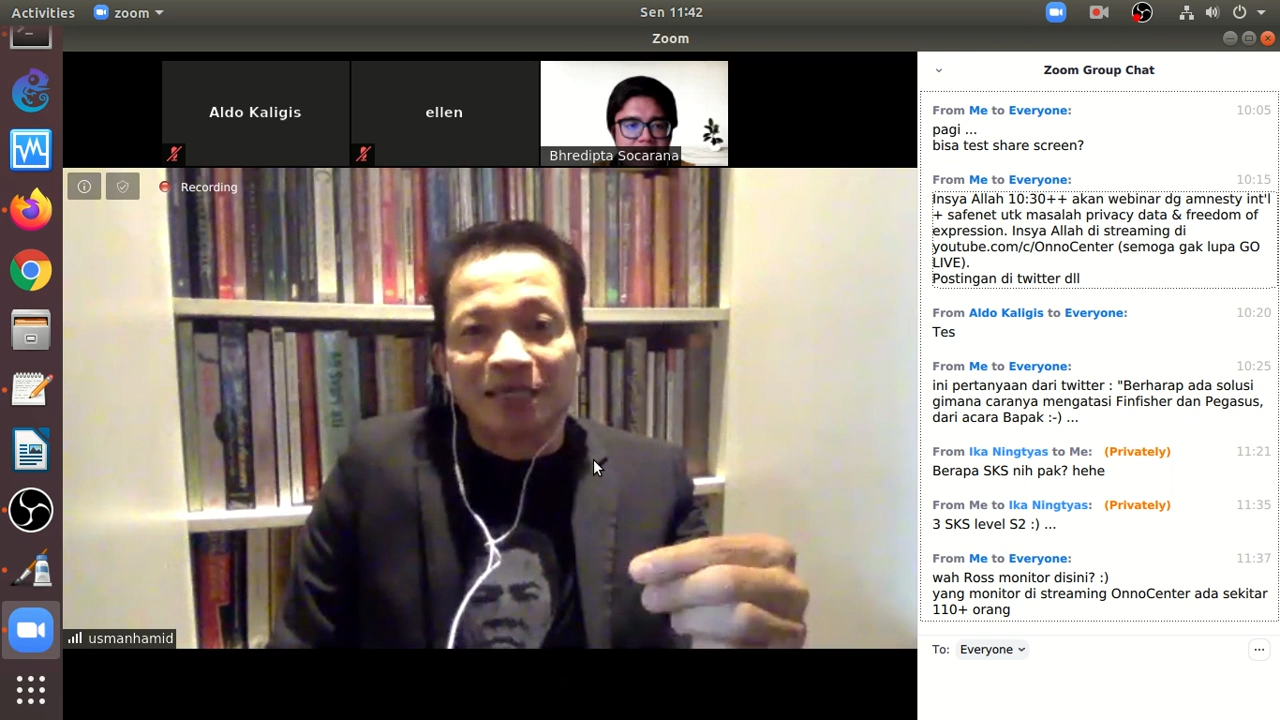 Activities
zoom
Sen 11:42
Zoom
Aldo Kaligis
ellen
Bhredipta Socarana
Recording
usmanhamid
Zoom Group Chat
From Me to Everyone: 10:05
pagi ...
bisa test share screen?
From Me to Everyone: 10:15
Insya Allah 10:30++ akan webinar dg amnesty int'l
+ safenet utk masalah privacy data & freedom of
expression. Insya Allah di streaming di
youtube.com/c/OnnoCenter (semoga gak lupa GO
LIVE).
Postingan di twitter dll
From Aldo Kaligis to Everyone: 10:20
Tes
From Me to Everyone: 10:25
ini pertanyaan dari twitter : "Berharap ada solusi
gimana caranya mengatasi Finfisher dan Pegasus,
dari acara Bapak :-) ...
From Ika Ningtyas to Me: (Privately) 11:21
Berapa SKS nih pak? hehe
From Me to Ika Ningtyas: (Privately) 11:35
3 SKS level S2 :) ...
From Me to Everyone: 11:37
wah Ross monitor disini? :)
yang monitor di streaming OnnoCenter ada sekitar
110+ orang
To: Everyone